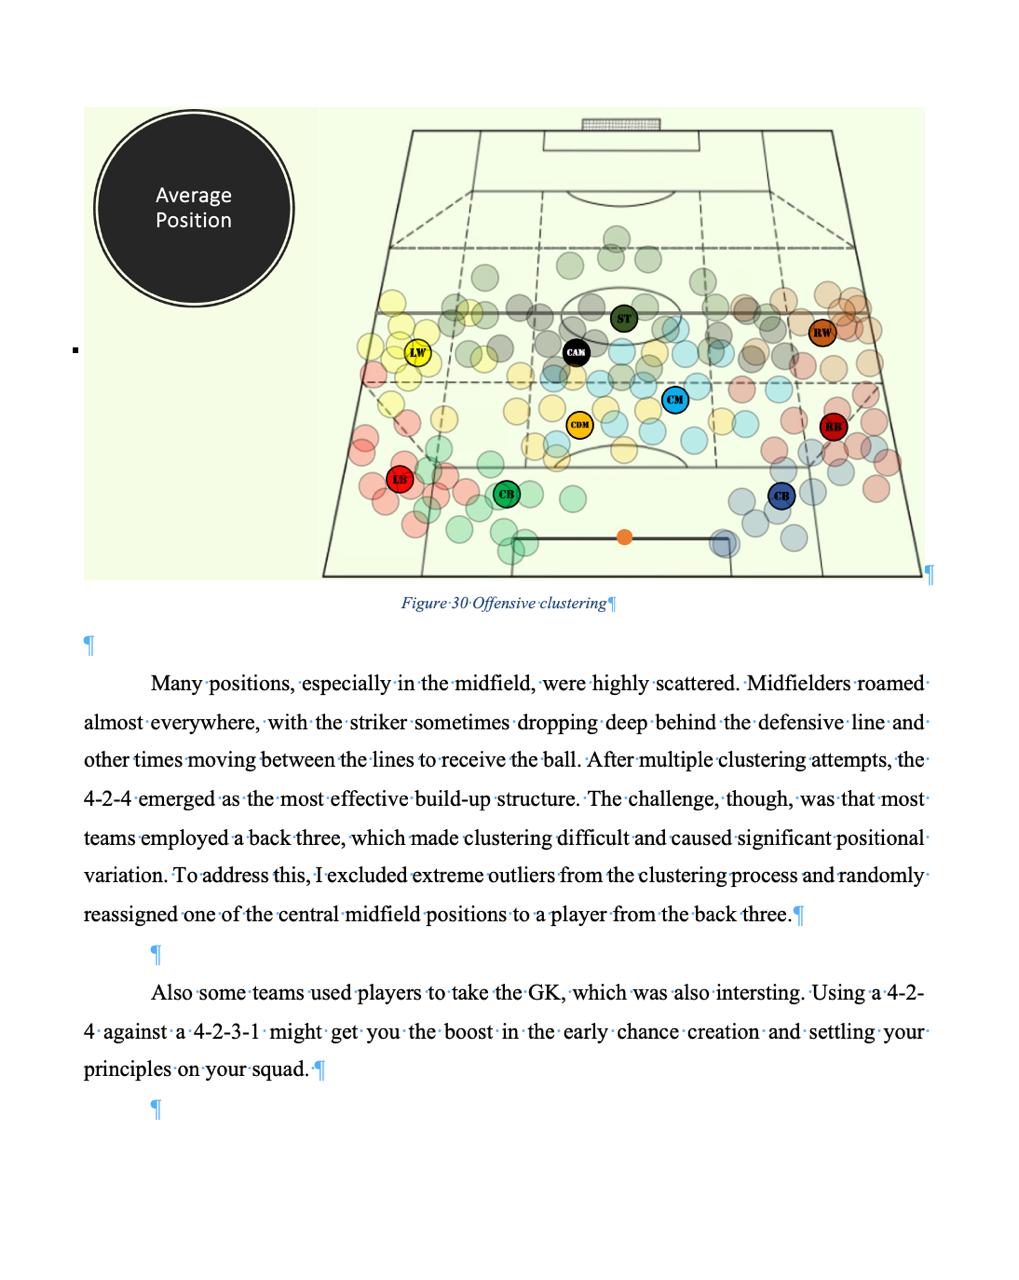 Average
Position
ST
RW
LW
CAM
CM
CDM
RB
LB
CB
CB
Figure 30 Offensive clustering
Many positions, especially in the midfield, were highly scattered. Midfielders roamed
almost everywhere, with the striker sometimes dropping deep behind the defensive line and
other times moving between the lines to receive the ball. After multiple clustering attempts, the
4-2-4 emerged as the most effective build-up structure. The challenge, though, was that most
teams employed a back three, which made clustering difficult and caused significant positional
variation. To address this, I excluded extreme outliers from the clustering process and randomly
reassigned one of the central midfield positions to a player from the back three.
Also some teams used players to take the GK, which was also intersting. Using a 4-2-
4 against a 4-2-3-1 might get you the boost in the early chance creation and settling your
principles on your squad.